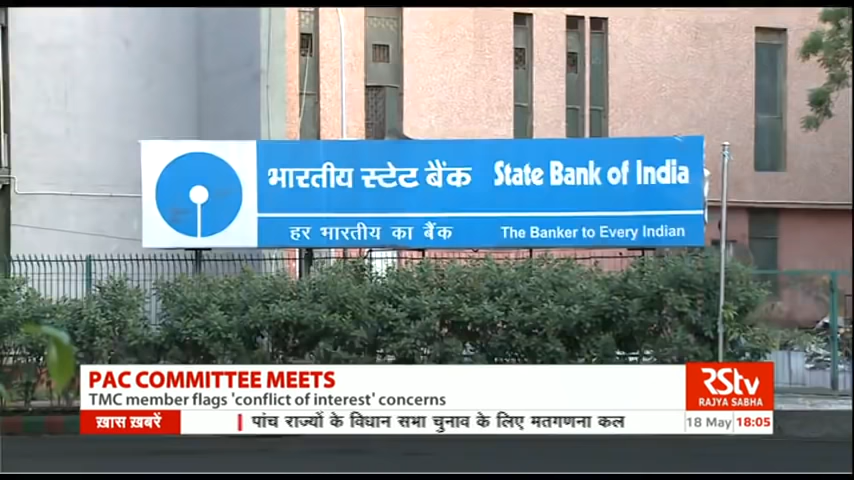 भारतीय स्टेट बैंक State Bank of India
हर भारतीय का बैंक The Banker to Every Indian
PAC COMMITTEE MEETS
TMC member flags 'conflict of interest' concerns
RSTV
RAJYA SABHA
ख़ास ख़बरें पांच राज्यों के विधान सभा चुनाव के लिए मतगणना कल 18 May 18:05